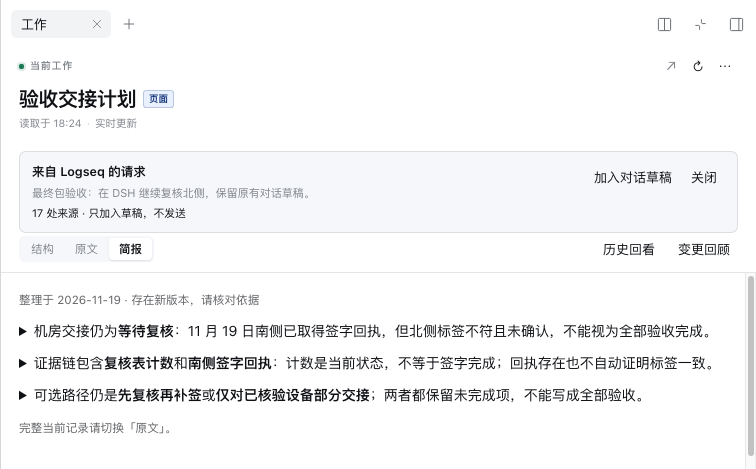 工作
当前工作
验收交接计划 页面
读取于 18:24 · 实时更新
来自 Logseq 的请求
最终包验收：在 DSH 继续复核北侧，保留原有对话草稿。
17 处来源 · 只加入草稿，不发送
加入对话草稿 关闭
结构 原文 简报 历史回看 变更回顾
整理于 2026-11-19 · 存在新版本，请核对依据
机房交接仍为等待复核：11 月 19 日南侧已取得签字回执，但北侧标签不符且未确认，不能视为全部验收完成。
证据链包含复核表计数和南侧签字回执：计数是当前状态，不等于签字完成；回执存在也不自动证明标签一致。
可选路径仍是先复核再补签或仅对已核验设备部分交接；两者都保留未完成项，不能写成全部验收。
完整当前记录请切换「原文」。